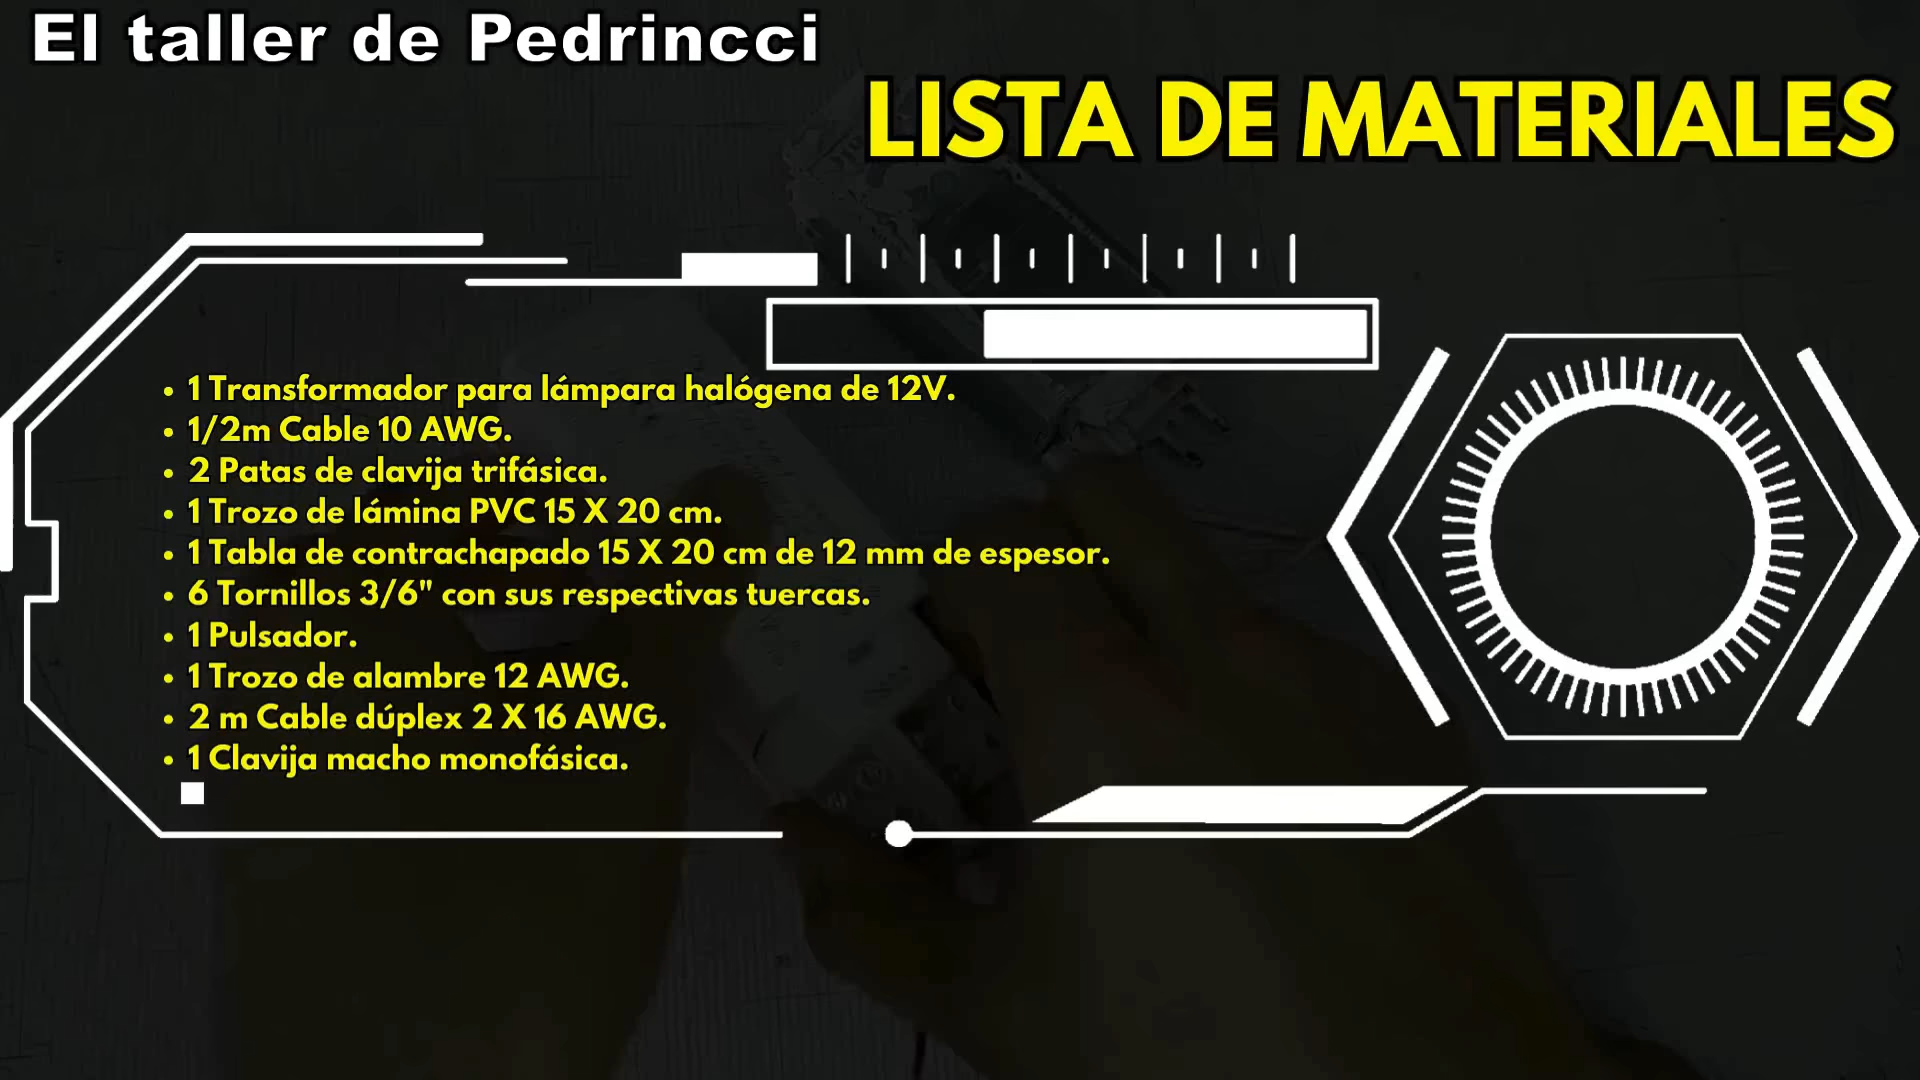 El taller de Pedrincci
LISTA DE MATERIALES
• 1 Transformador para lámpara halógena de 12V.
• 1/2m Cable 10 AWG.
• 2 Patas de clavija trifásica.
• 1 Trozo de lámina PVC 15 X 20 cm.
• 1 Tabla de contrachapado 15 X 20 cm de 12 mm de espesor.
• 6 Tornillos 3/6" con sus respectivas tuercas.
• 1 Pulsador.
• 1 Trozo de alambre 12 AWG.
• 2 m Cable dúplex 2 X 16 AWG.
• 1 Clavija macho monofásica.